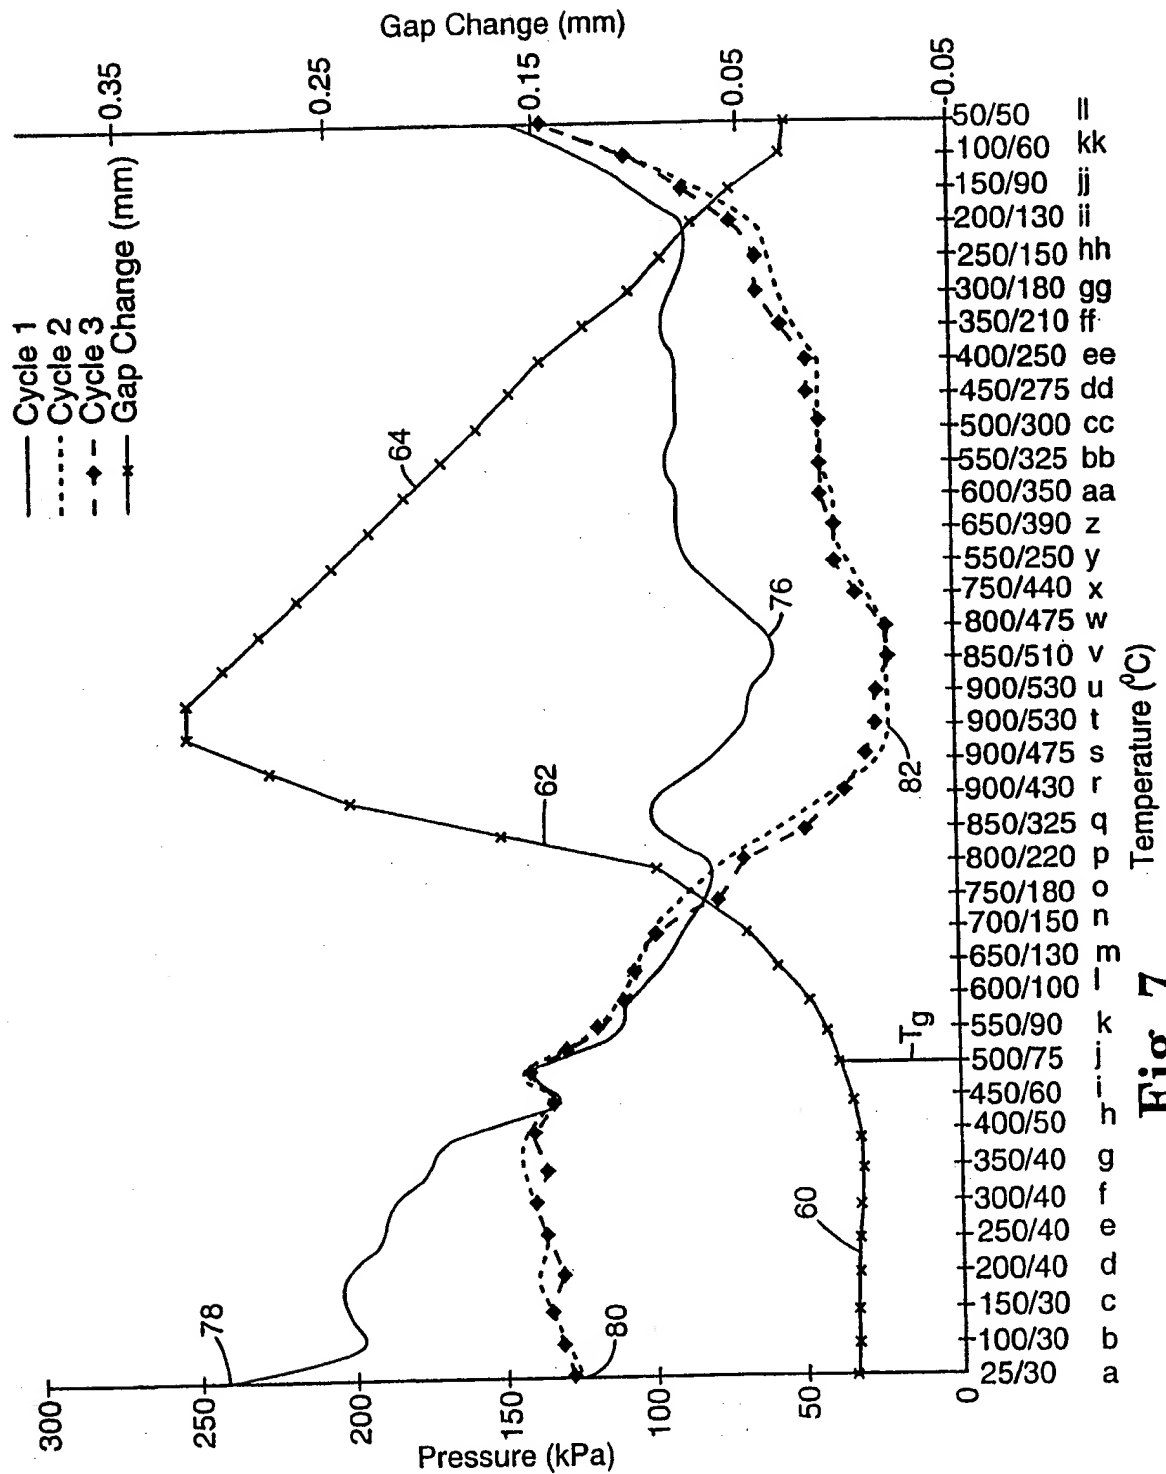 Cycle 1
Cycle 2
Cycle 3
Gap Change (mm)
Gap Change (mm)
0.35
0.25
0.15
0.05
-0.05
Pressure (kPa)
300
250
200
150
100
50
0
78
80
60
62
64
76
82
Tg
25/30 a
100/30 b
150/30 c
200/40 d
250/40 e
300/40 f
350/40 g
400/50 h
450/60 i
500/75 j
550/90 k
600/100 l
650/130 m
700/150 n
750/180 o
800/220 p
850/325 q
900/430 r
900/475 s
900/530 t
900/530 u
850/510 v
800/475 w
750/440 x
550/250 y
650/390 z
600/350 aa
550/325 bb
500/300 cc
450/275 dd
400/250 ee
350/210 ff
300/180 gg
250/150 hh
200/130 ii
150/90 jj
100/60 kk
50/50 ll
Temperature (⁰C)
Fig. 7